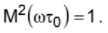 M²(ωτ₀) = 1.